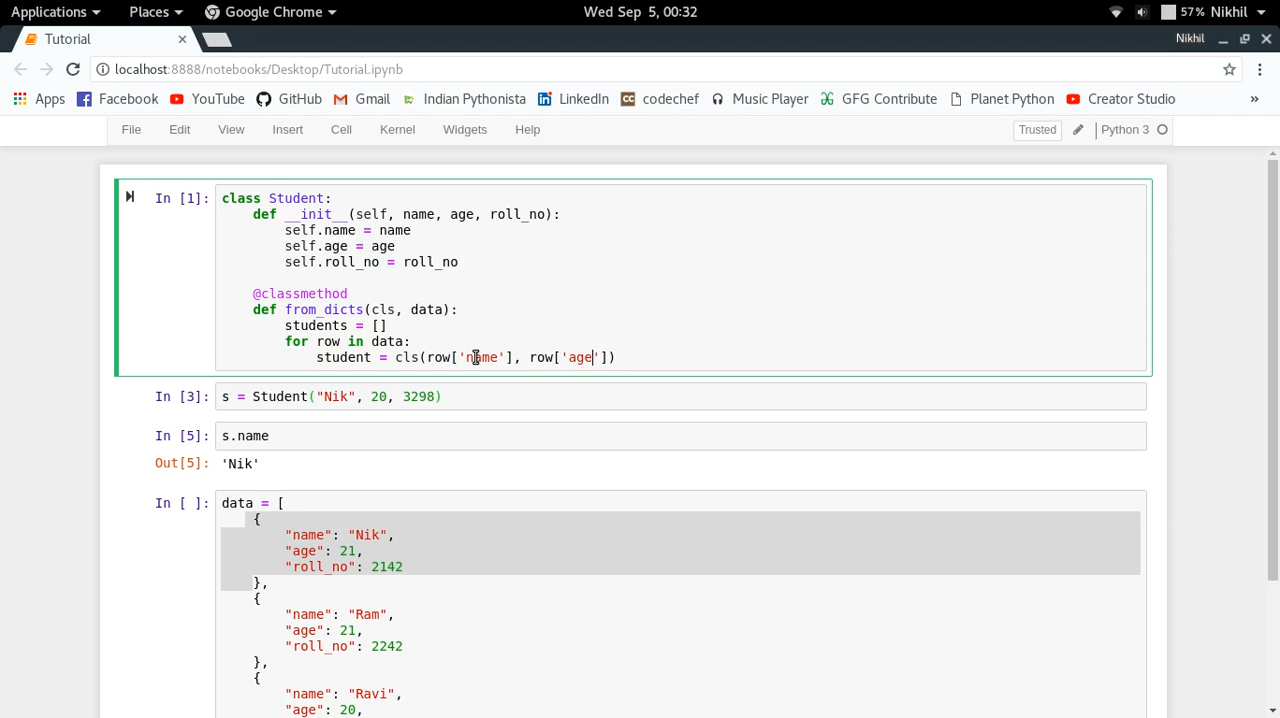 Applications Places Google Chrome Wed Sep 5, 00:32 57% Nikhil
Tutorial Nikhil
localhost:8888/notebooks/Desktop/Tutorial.ipynb
Apps Facebook YouTube GitHub Gmail Indian Pythonista LinkedIn codechef Music Player GFG Contribute Planet Python Creator Studio »
File Edit View Insert Cell Kernel Widgets Help Trusted Python 3
In [1]: class Student:
def __init__(self, name, age, roll_no):
self.name = name
self.age = age
self.roll_no = roll_no
@classmethod
def from_dicts(cls, data):
students = []
for row in data:
student = cls(row['name'], row['age'])
In [3]: s = Student("Nik", 20, 3298)
In [5]: s.name
Out[5]: 'Nik'
In [ ]: data = [
{
"name": "Nik",
"age": 21,
"roll_no": 2142
},
{
"name": "Ram",
"age": 21,
"roll_no": 2242
},
{
"name": "Ravi",
"age": 20,